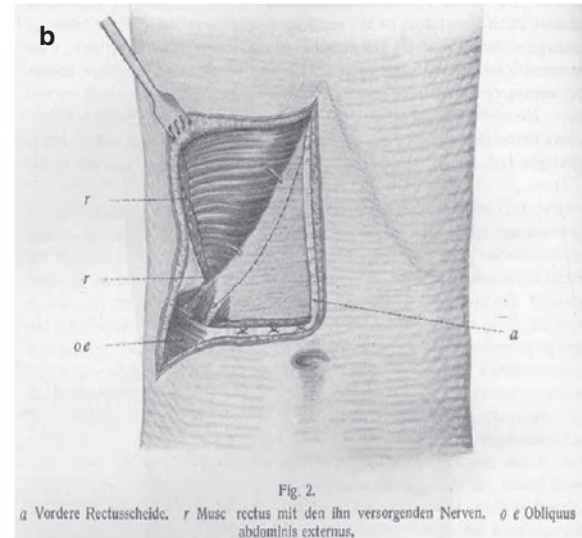 b
r
r
oe
a
Fig. 2.
a Vordere Rectusscheide. r Musc rectus mit den ihn versorgenden Nerven. o e Obliquus
abdominis externus.